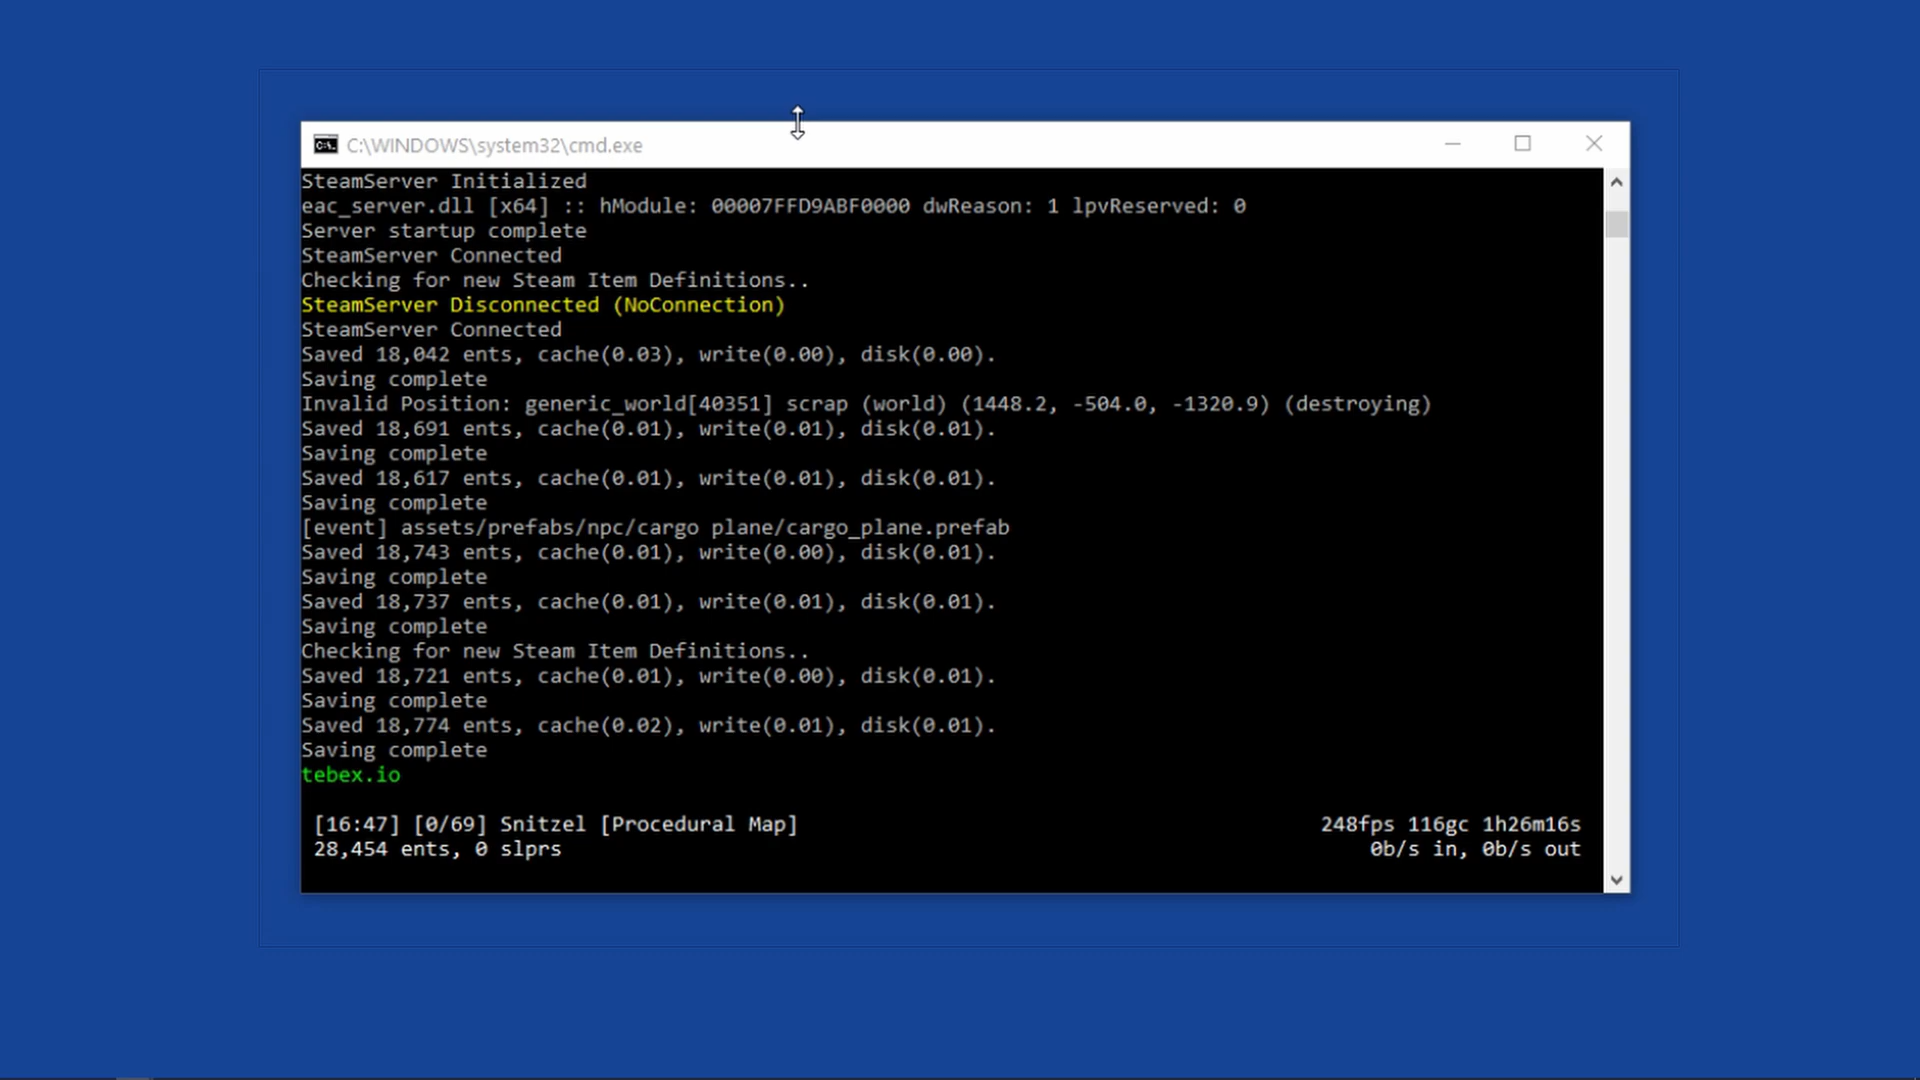 C:\WINDOWS\system32\cmd.exe
SteamServer Initialized
eac_server.dll [x64] :: hModule: 00007FFD9ABF0000 dwReason: 1 lpvReserved: 0
Server startup complete
SteamServer Connected
Checking for new Steam Item Definitions..
SteamServer Disconnected (NoConnection)
SteamServer Connected
Saved 18,042 ents, cache(0.03), write(0.00), disk(0.00).
Saving complete
Invalid Position: generic_world[40351] scrap (world) (1448.2, -504.0, -1320.9) (destroying)
Saved 18,691 ents, cache(0.01), write(0.01), disk(0.01).
Saving complete
Saved 18,617 ents, cache(0.01), write(0.01), disk(0.01).
Saving complete
[event] assets/prefabs/npc/cargo plane/cargo_plane.prefab
Saved 18,743 ents, cache(0.01), write(0.00), disk(0.01).
Saving complete
Saved 18,737 ents, cache(0.01), write(0.01), disk(0.01).
Saving complete
Checking for new Steam Item Definitions..
Saved 18,721 ents, cache(0.01), write(0.00), disk(0.01).
Saving complete
Saved 18,774 ents, cache(0.02), write(0.01), disk(0.01).
Saving complete
tebex.io
[16:47] [0/69] Snitzel [Procedural Map] 248fps 116gc 1h26m16s
28,454 ents, 0 slprs 0b/s in, 0b/s out